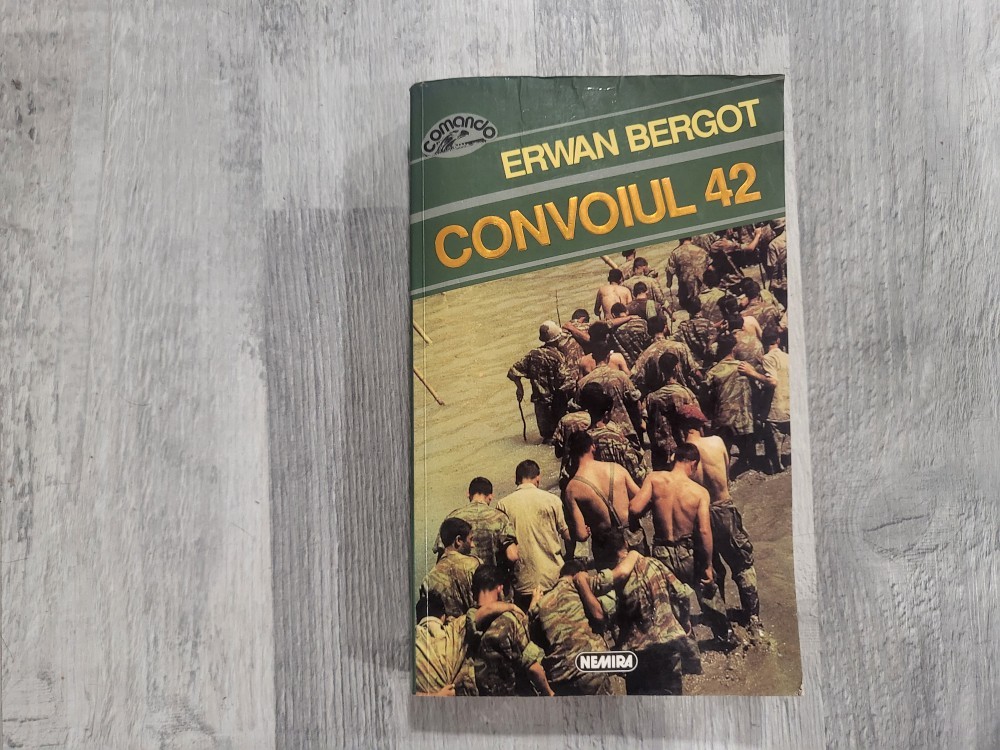 comando
ERWAN BERGOT
CONVOIUL 42
NEMIRA